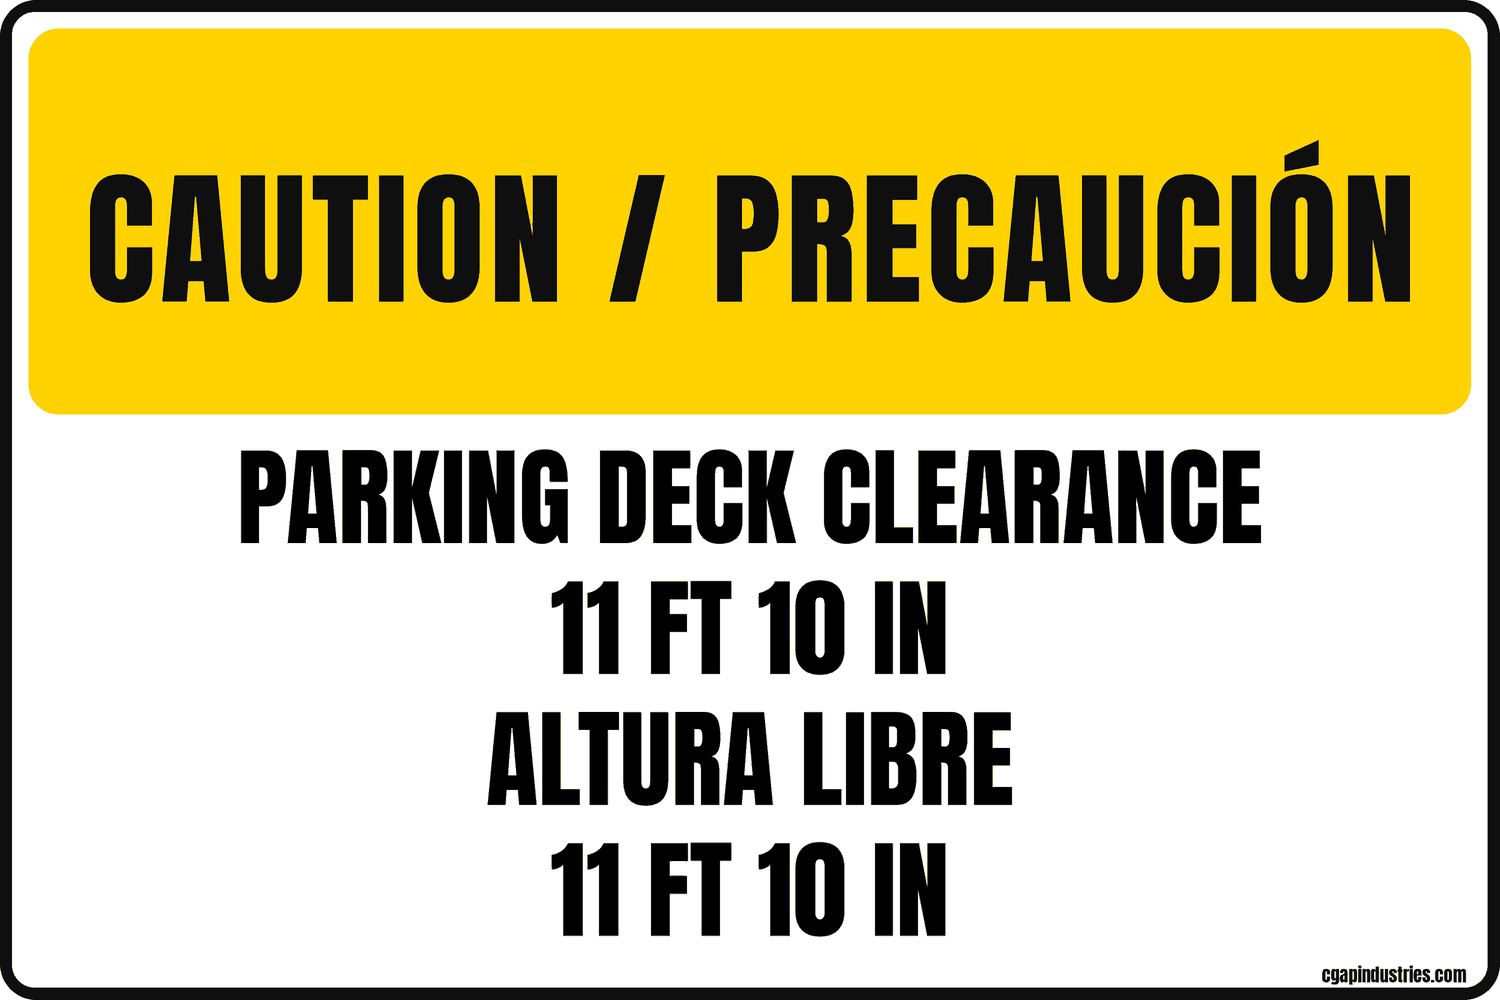 CAUTION / PRECAUCIÓN
PARKING DECK CLEARANCE
11 FT 10 IN
ALTURA LIBRE
11 FT 10 IN
cgapindustries.com